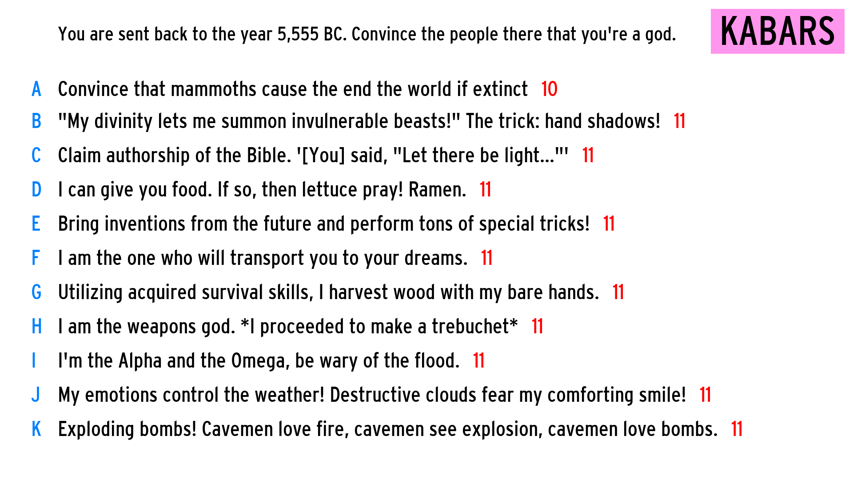 You are sent back to the year 5,555 BC. Convince the people there that you're a god.
KABARS
A Convince that mammoths cause the end the world if extinct 10
B "My divinity lets me summon invulnerable beasts!" The trick: hand shadows! 11
C Claim authorship of the Bible. '[You] said, "Let there be light..."' 11
D I can give you food. If so, then lettuce pray! Ramen. 11
E Bring inventions from the future and perform tons of special tricks! 11
F I am the one who will transport you to your dreams. 11
G Utilizing acquired survival skills, I harvest wood with my bare hands. 11
H I am the weapons god. *I proceeded to make a trebuchet* 11
I I'm the Alpha and the Omega, be wary of the flood. 11
J My emotions control the weather! Destructive clouds fear my comforting smile! 11
K Exploding bombs! Cavemen love fire, cavemen see explosion, cavemen love bombs. 11